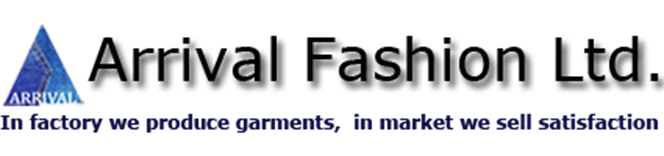 Arrival Fashion Ltd.
ARRIVAL
In factory we produce garments, in market we sell satisfaction